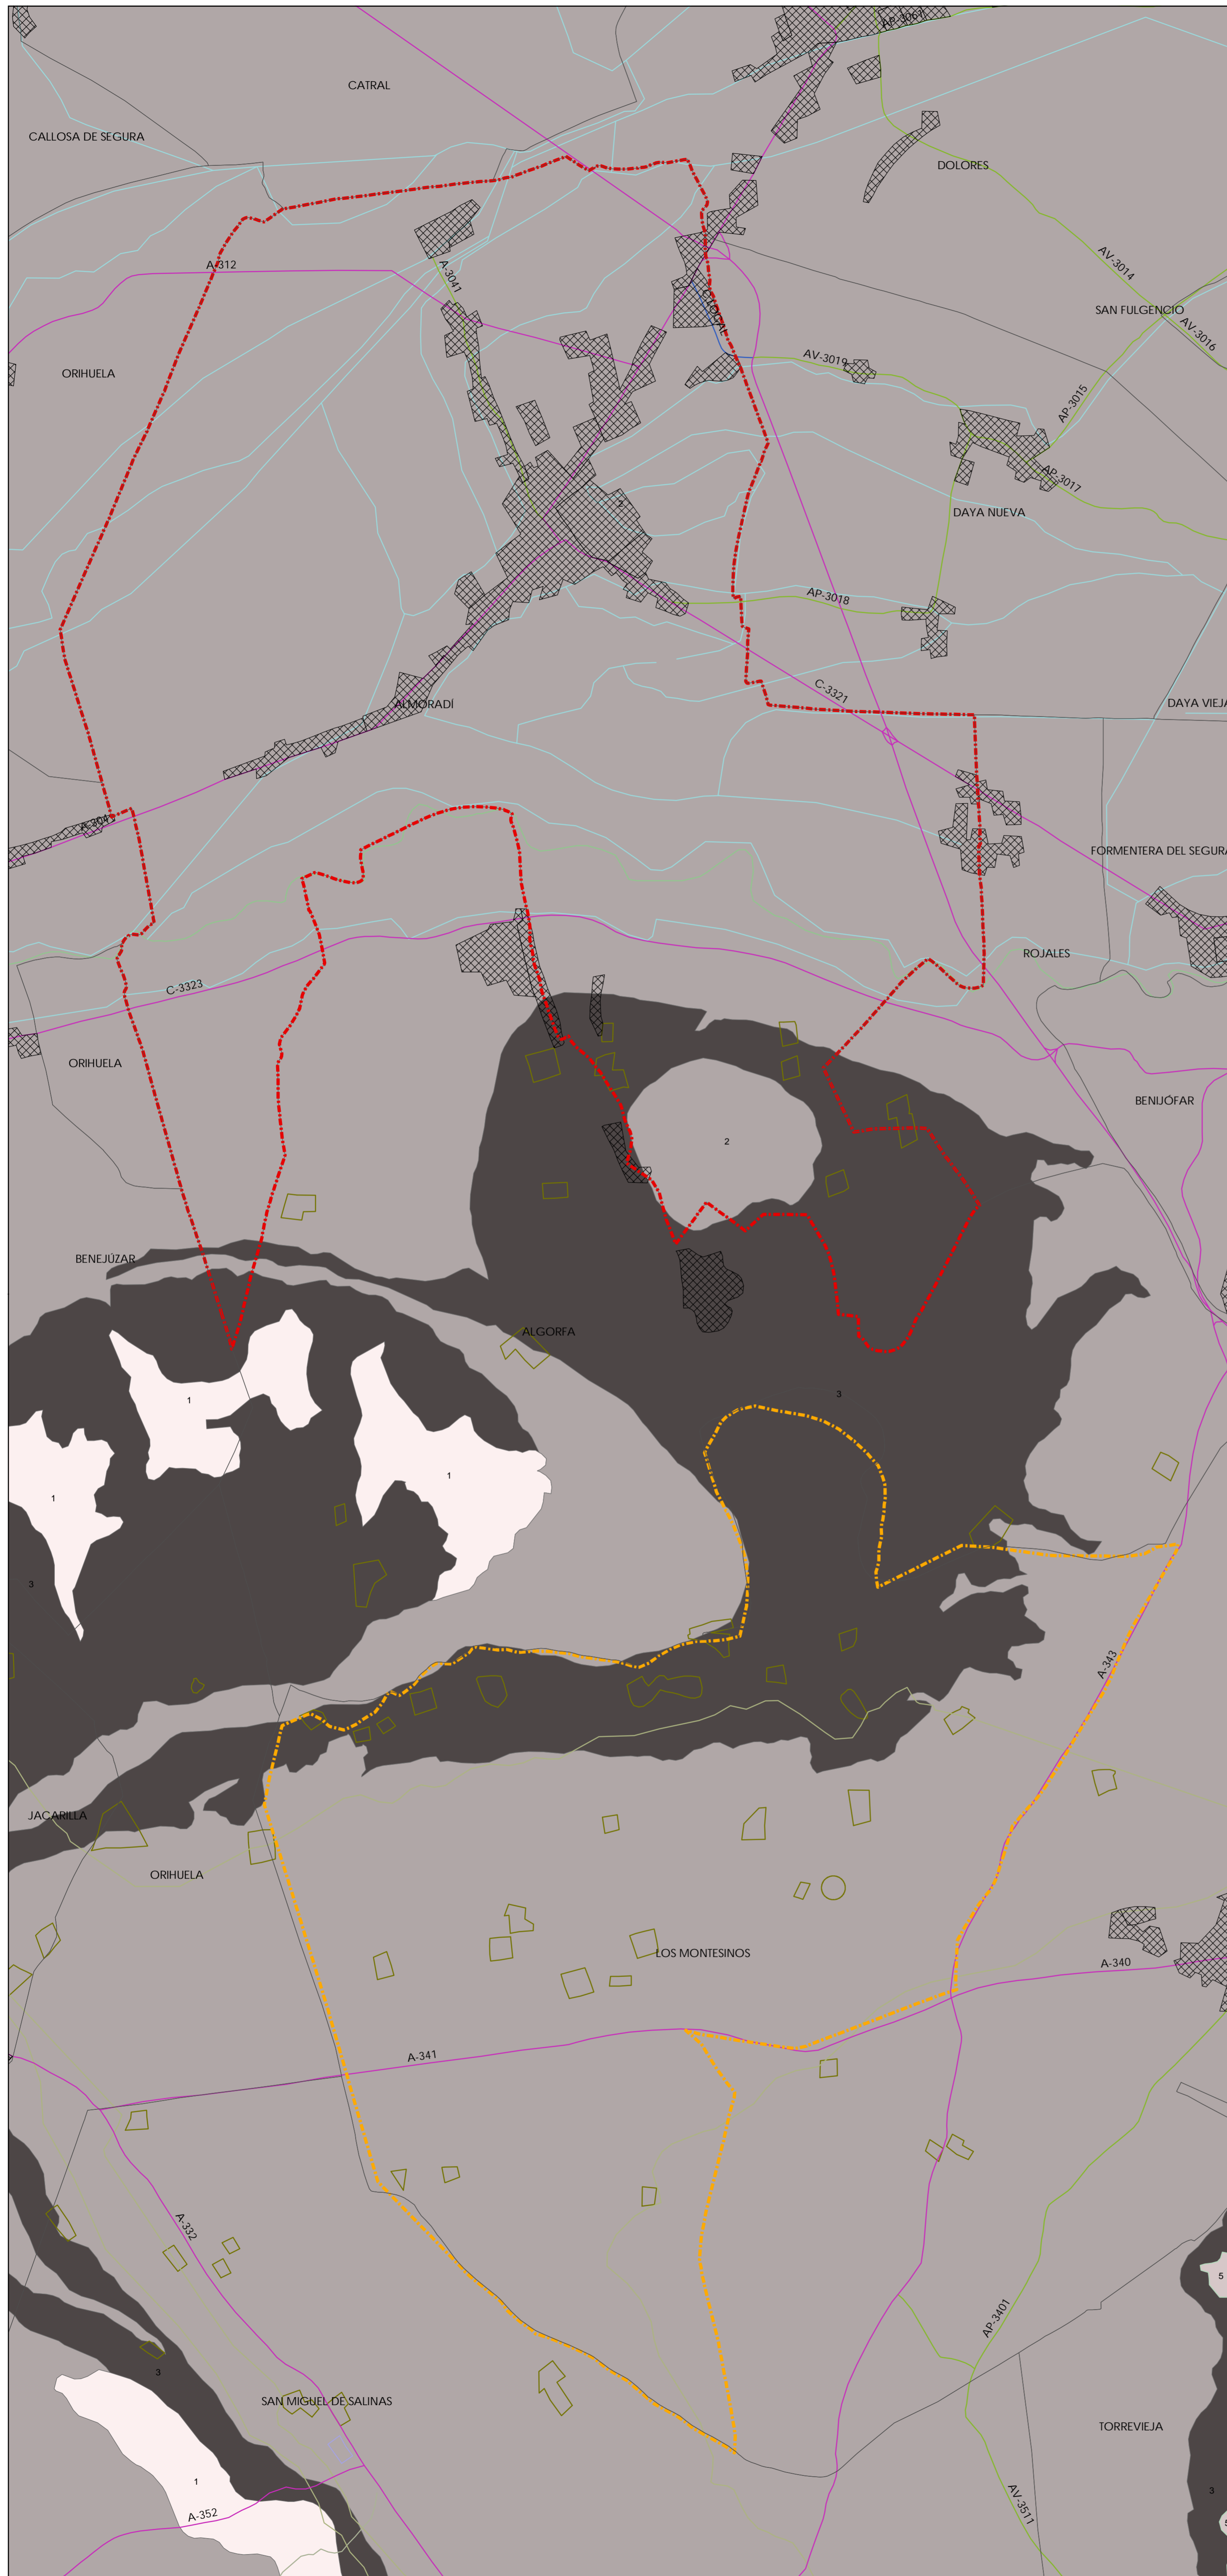 AP-3061
CATRAL
CALLOSA DE SEGURA
DOLORES
AV-3014
A-312
A-3041
SAN FULGENCIO
AV-3016
AV-3019
ORIHUELA
AP-3015
AP-3017
2
DAYA NUEVA
AP-3018
C-3321
ALMORADÍ
DAYA VIEJA
A-3041
FORMENTERA DEL SEGURA
ROJALES
C-3323
ORIHUELA
BENIJÓFAR
2
BENEJÚZAR
ALGORFA
3
1
1
1
3
A-343
JACARILLA
ORIHUELA
LOS MONTESINOS
A-340
A-341
A-332
5
AP-3401
3
SAN MIGUEL DE SALINAS
TORREVIEJA
1
3
AV-3511
A-352
5